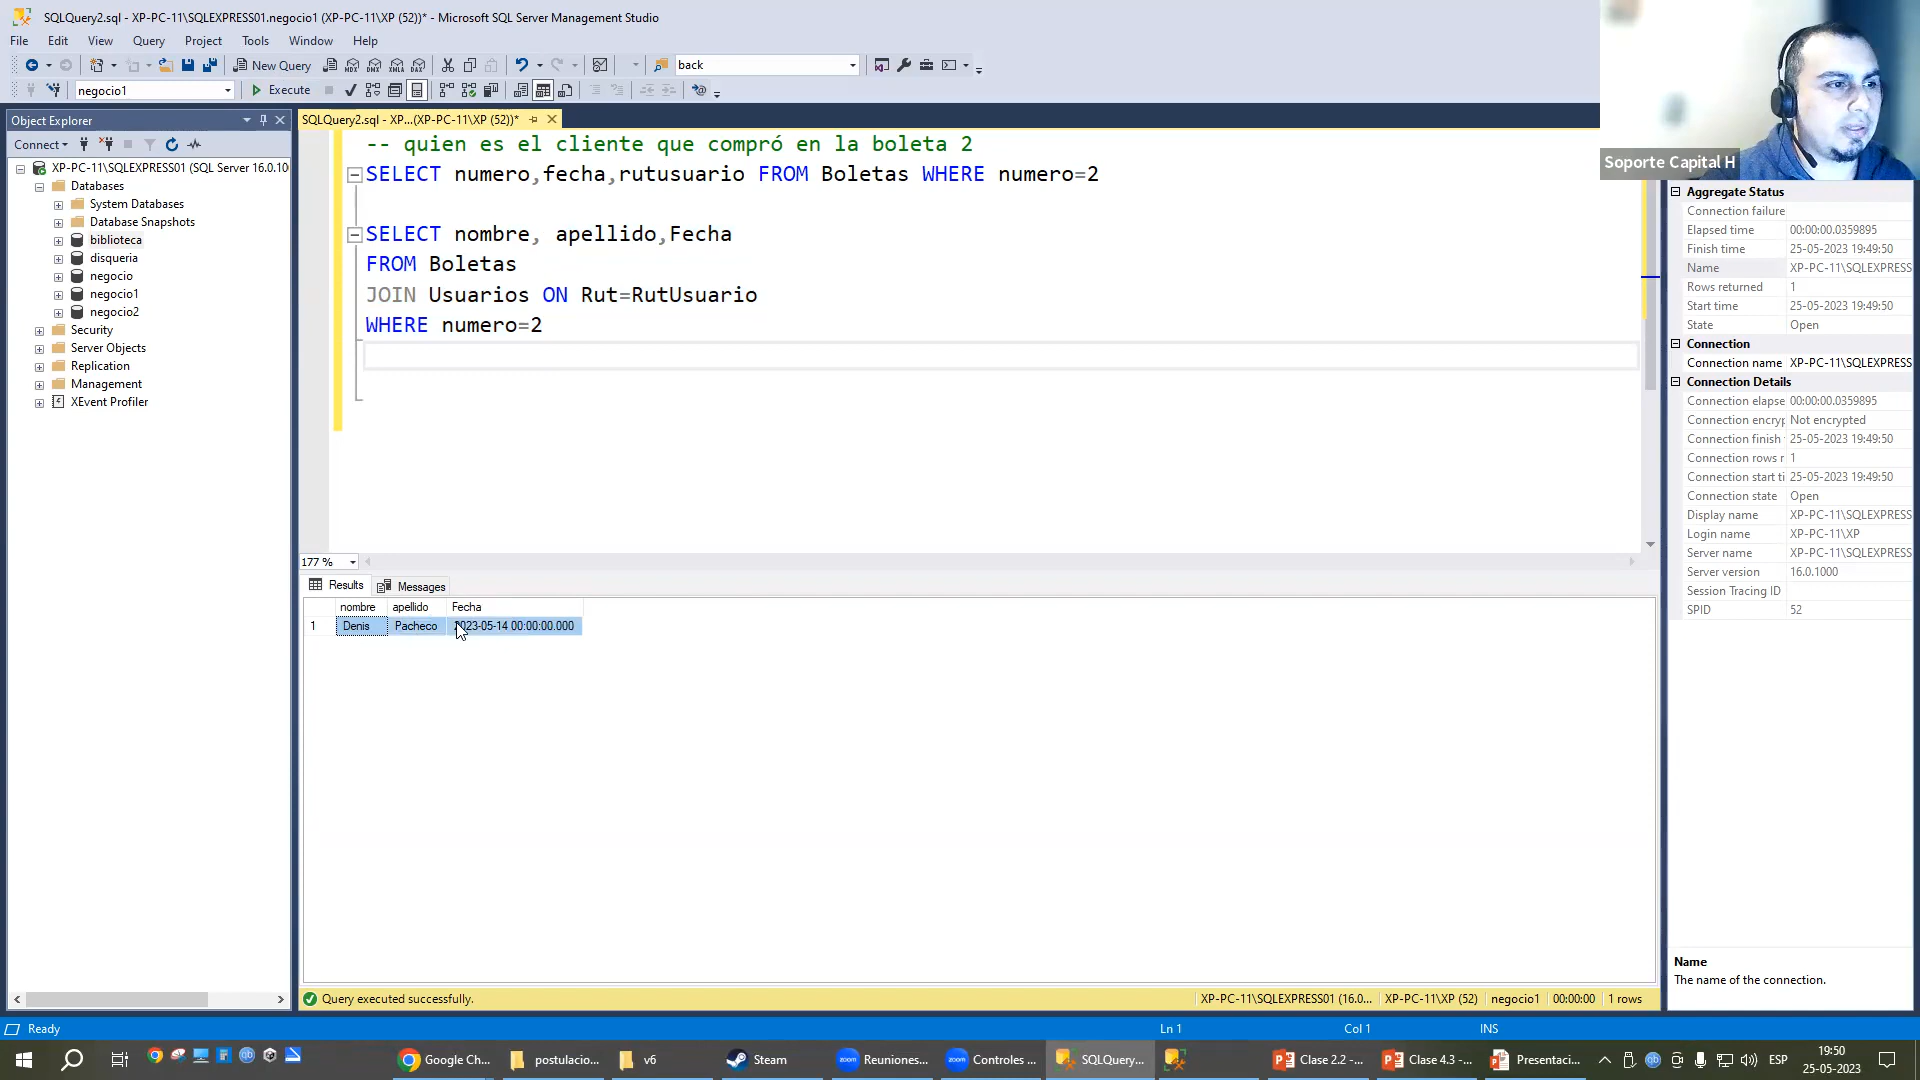 SQLQuery2.sql - XP-PC-11\SQLEXPRESS01.negocio1 (XP-PC-11\XP (52))* - Microsoft SQL Server Management Studio
File Edit View Query Project Tools Window Help
New Query
back
negocio1
Execute
Object Explorer
Connect
XP-PC-11\SQLEXPRESS01 (SQL Server 16.0.10
Databases
System Databases
Database Snapshots
biblioteca
disqueria
negocio
negocio1
negocio2
Security
Server Objects
Replication
Management
XEvent Profiler
SQLQuery2.sql - XP...(XP-PC-11\XP (52))*
-- quien es el cliente que compró en la boleta 2
SELECT numero,fecha,rutusuario FROM Boletas WHERE numero=2
SELECT nombre, apellido,Fecha
FROM Boletas
JOIN Usuarios ON Rut=RutUsuario
WHERE numero=2
177 %
Results Messages
nombre apellido Fecha
1 Denis Pacheco 2023-05-14 00:00:00.000
Query executed successfully.
XP-PC-11\SQLEXPRESS01 (16.0... XP-PC-11\XP (52) negocio1 00:00:00 1 rows
Soporte Capital H
Aggregate Status
Connection failure
Elapsed time 00:00:00.0359895
Finish time 25-05-2023 19:49:50
Name XP-PC-11\SQLEXPRESS
Rows returned 1
Start time 25-05-2023 19:49:50
State Open
Connection
Connection name XP-PC-11\SQLEXPRESS
Connection Details
Connection elapse 00:00:00.0359895
Connection encryp Not encrypted
Connection finish 25-05-2023 19:49:50
Connection rows r 1
Connection start ti 25-05-2023 19:49:50
Connection state Open
Display name XP-PC-11\SQLEXPRESS
Login name XP-PC-11\XP
Server name XP-PC-11\SQLEXPRESS
Server version 16.0.1000
Session Tracing ID
SPID 52
Name
The name of the connection.
Ready
Ln 1 Col 1 INS
Google Ch... postulacio... v6 Steam Reuniones... Controles ... SQLQuery... Clase 2.2 -... Clase 4.3 -... Presentaci... ESP
19:50
25-05-2023